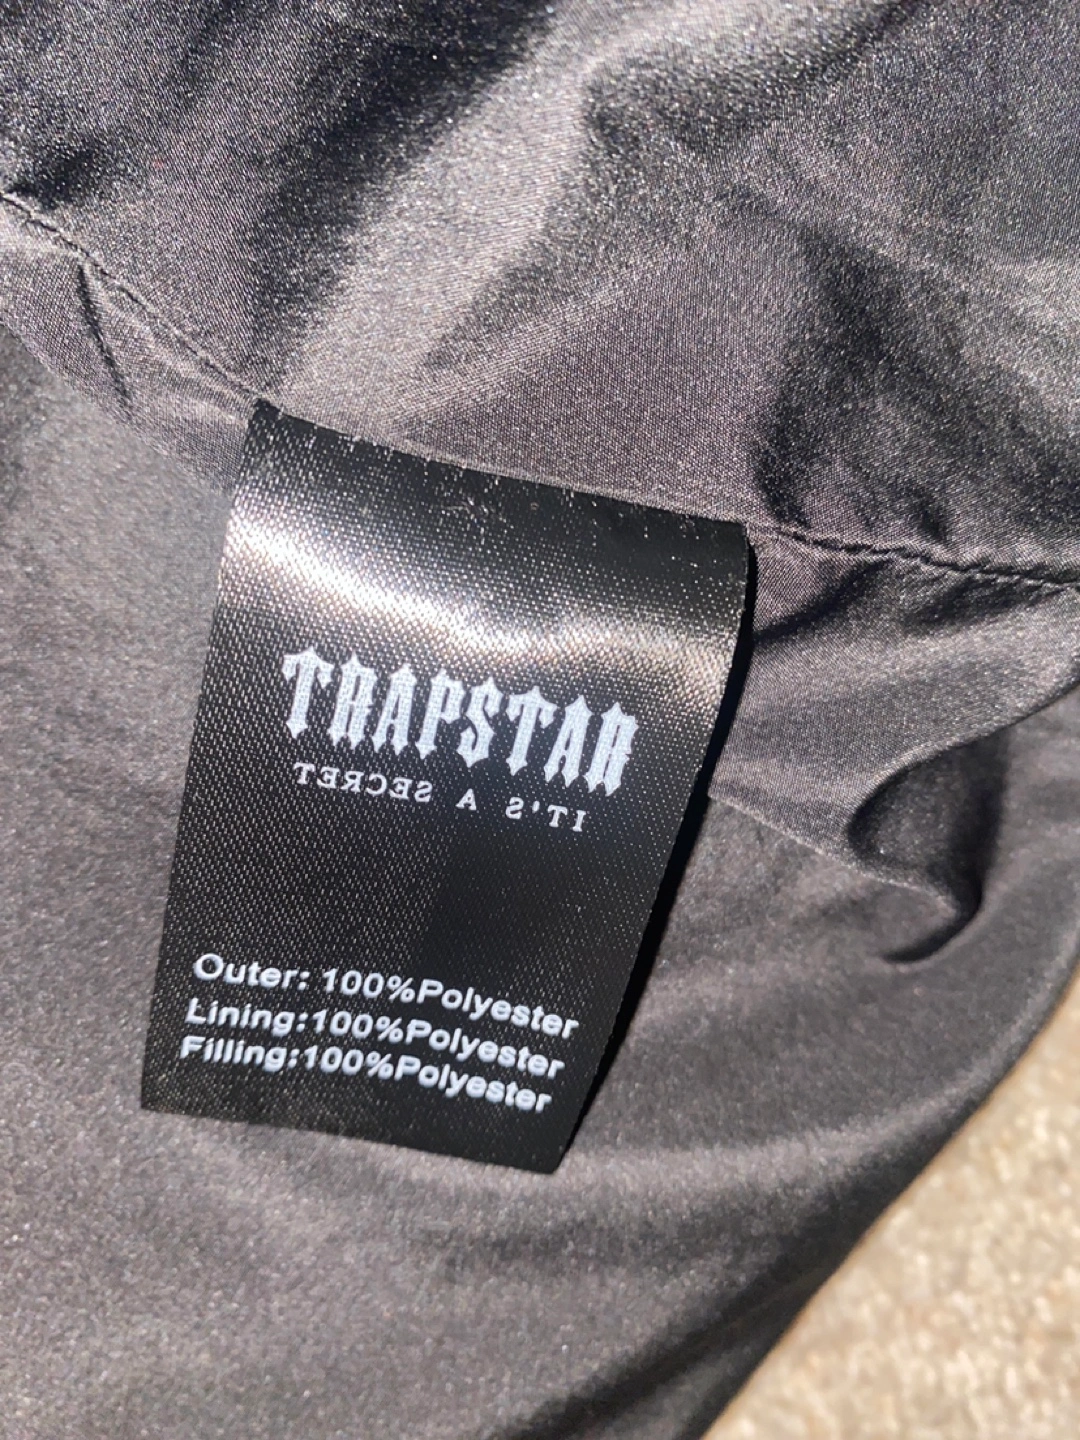 TRAPSTAR
IT'S A SECRET
Outer: 100%Polyester
Lining:100%Polyester
Filling:100%Polyester